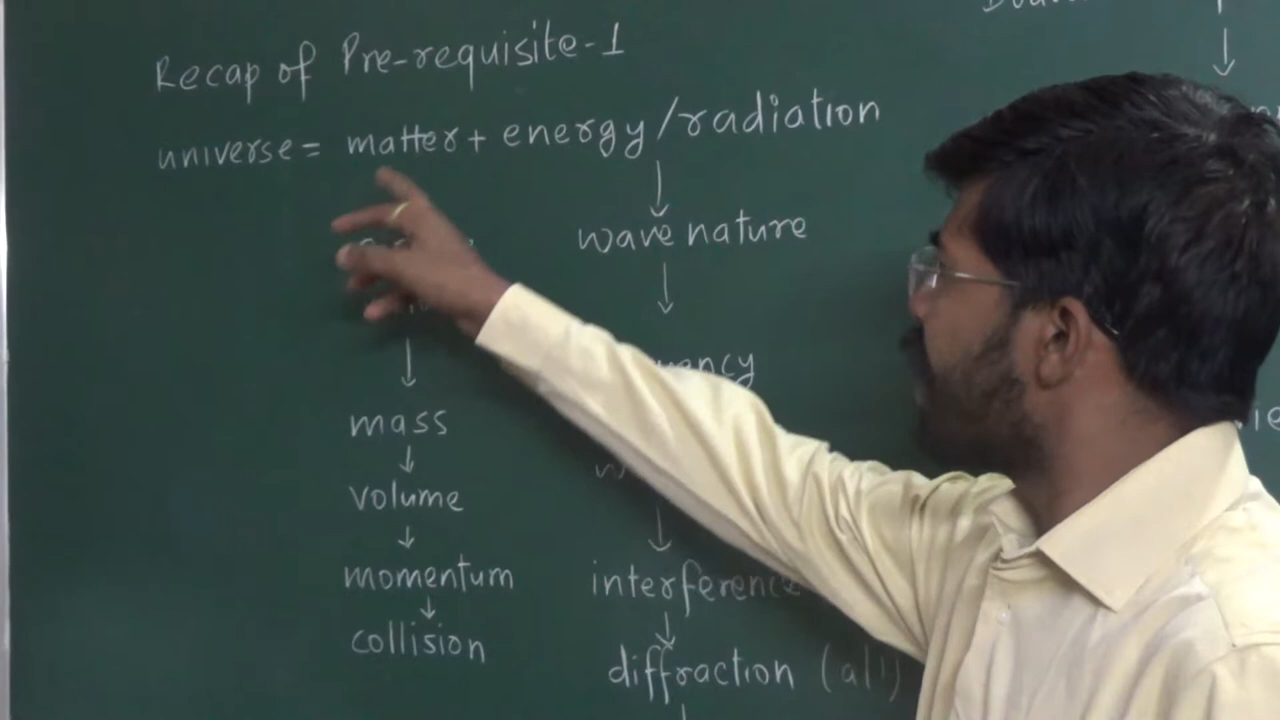 Recap of Pre-requisite-1
universe = matter + energy/radiation
↓
wave nature
↓
↓
mass
↓
volume
↓
momentum
↓
collision
↓
interference
↓
diffraction (all)